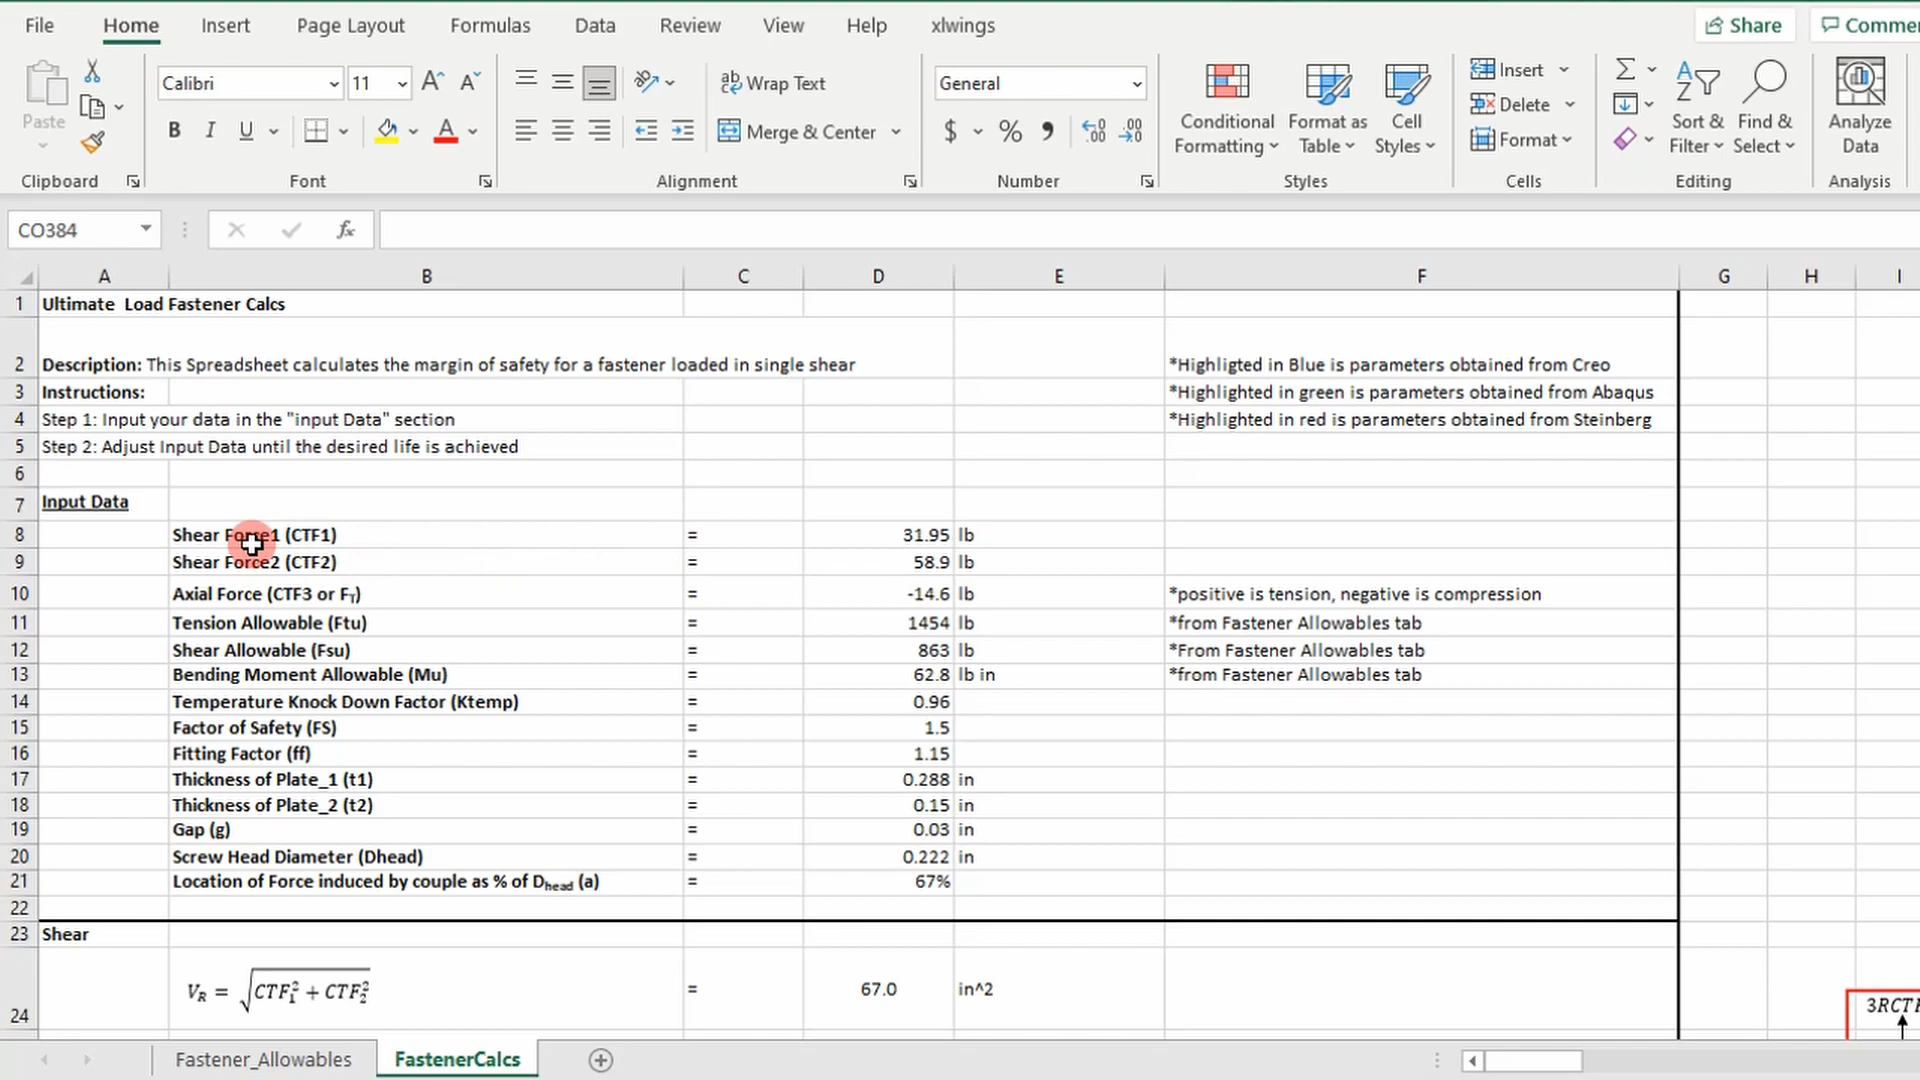 File Home Insert Page Layout Formulas Data Review View Help xlwings Share Commen
Paste Calibri 11 Wrap Text General Conditional Formatting Format as Table Cell Styles Insert Sort & Filter Find & Select Analyze Data
B I U Merge & Center $ % Delete
Format
Clipboard Font Alignment Number Styles Cells Editing Analysis
CO384 fx
A B C D E F G H I
1 Ultimate  Load Fastener Calcs
2 Description: This Spreadsheet calculates the margin of safety for a fastener loaded in single shear *Highligted in Blue is parameters obtained from Creo
3 Instructions: *Highlighted in green is parameters obtained from Abaqus
4 Step 1: Input your data in the "input Data" section *Highlighted in red is parameters obtained from Steinberg
5 Step 2: Adjust Input Data until the desired life is achieved
6
7 Input Data
8 Shear Force1 (CTF1) = 31.95 lb
9 Shear Force2 (CTF2) = 58.9 lb
10 Axial Force (CTF3 or FT) = -14.6 lb *positive is tension, negative is compression
11 Tension Allowable (Ftu) = 1454 lb *from Fastener Allowables tab
12 Shear Allowable (Fsu) = 863 lb *From Fastener Allowables tab
13 Bending Moment Allowable (Mu) = 62.8 lb in *from Fastener Allowables tab
14 Temperature Knock Down Factor (Ktemp) = 0.96
15 Factor of Safety (FS) = 1.5
16 Fitting Factor (ff) = 1.15
17 Thickness of Plate_1 (t1) = 0.288 in
18 Thickness of Plate_2 (t2) = 0.15 in
19 Gap (g) = 0.03 in
20 Screw Head Diameter (Dhead) = 0.222 in
21 Location of Force induced by couple as % of Dhead (a) = 67%
22
23 Shear
24 VR = √CTF₁² + CTF₂² = 67.0 in^2 3RCTF
Fastener_Allowables FastenerCalcs